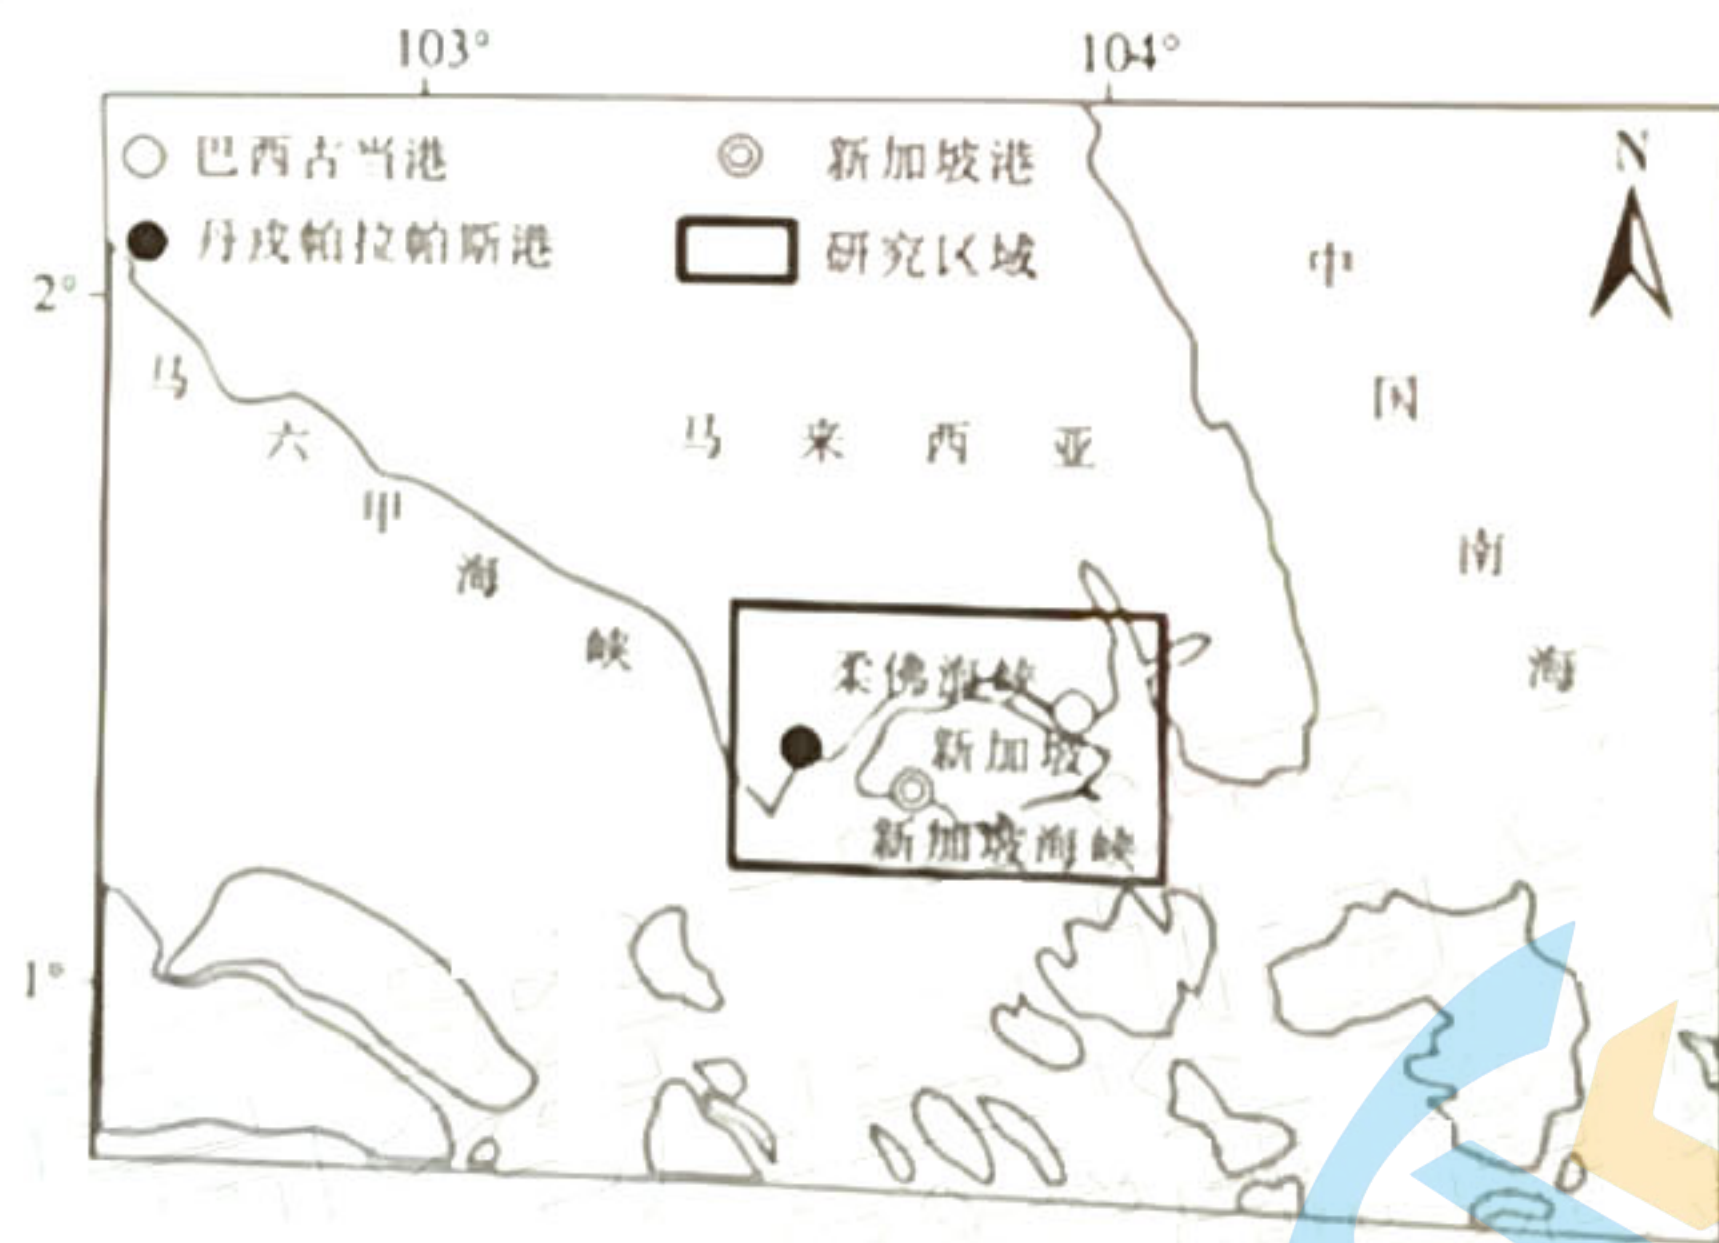 103° 104°
巴西古当港 新加坡港 N
丹戎帕拉帕斯港 研究区域
2°
中
国
南
海
马
六
甲
海
峡
马来西亚
柔佛海峡
新加坡
新加坡海峡
1°